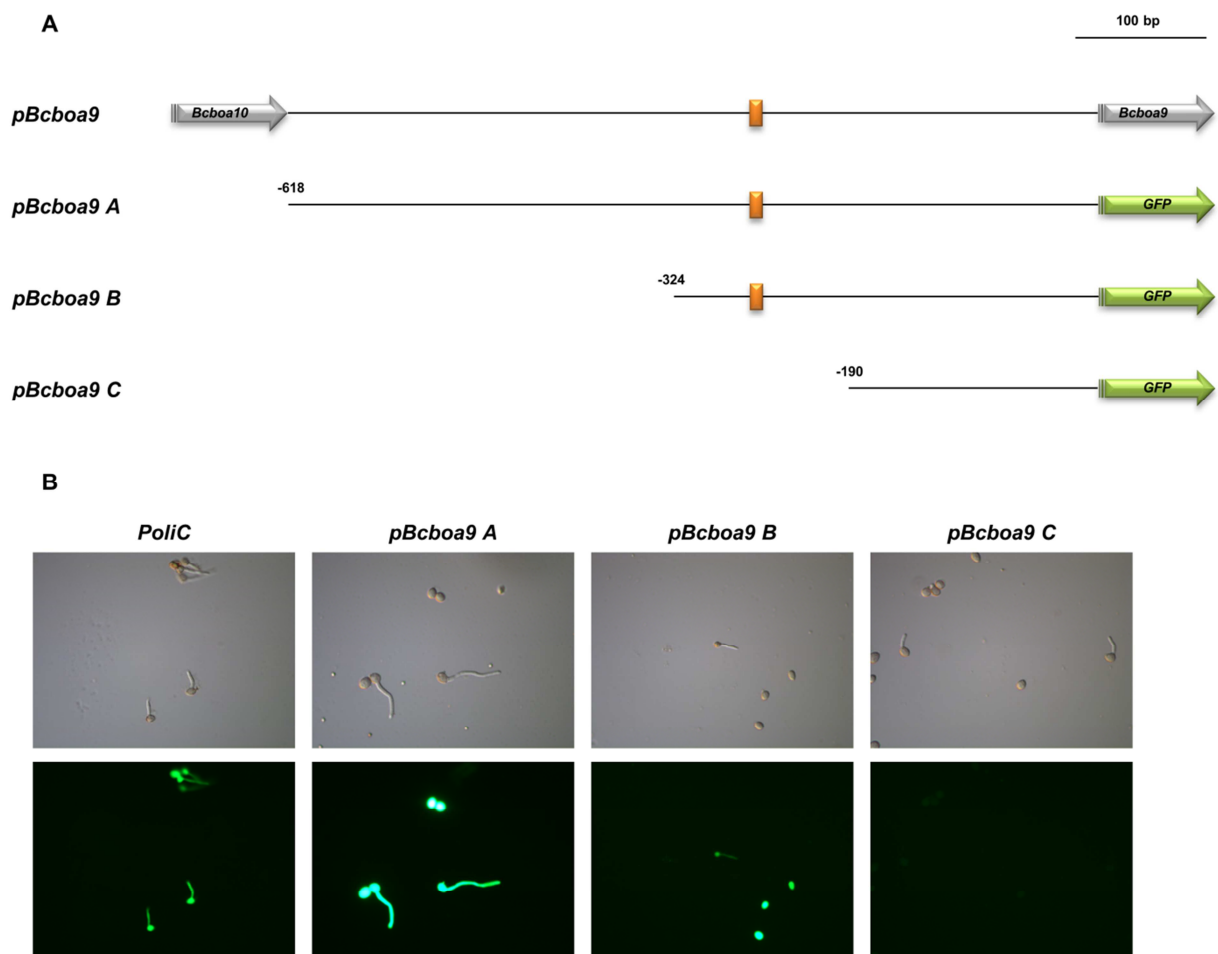 A
100 bp
pBcboa9
Bcboa10
Bcboa9
-618
pBcboa9 A
GFP
-324
pBcboa9 B
GFP
-190
pBcboa9 C
GFP
B
PoliC
pBcboa9 A
pBcboa9 B
pBcboa9 C